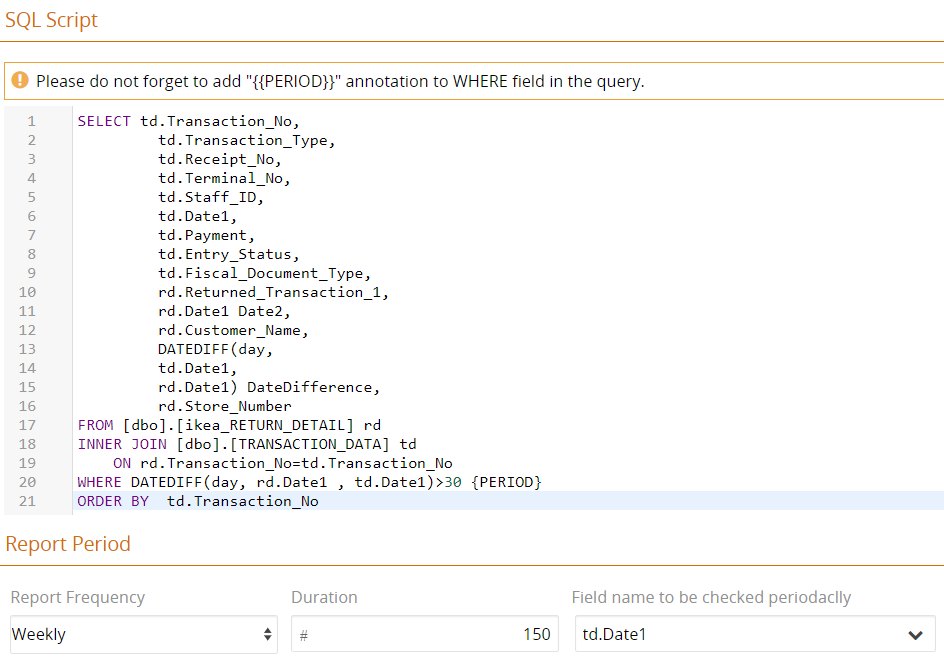 SQL Script
Please do not forget to add "{{PERIOD}}" annotation to WHERE field in the query.
1 SELECT td.Transaction_No,
2 td.Transaction_Type,
3 td.Receipt_No,
4 td.Terminal_No,
5 td.Staff_ID,
6 td.Date1,
7 td.Payment,
8 td.Entry_Status,
9 td.Fiscal_Document_Type,
10 rd.Returned_Transaction_1,
11 rd.Date1 Date2,
12 rd.Customer_Name,
13 DATEDIFF(day,
14 td.Date1,
15 rd.Date1) DateDifference,
16 rd.Store_Number
17 FROM [dbo].[ikea_RETURN_DETAIL] rd
18 INNER JOIN [dbo].[TRANSACTION_DATA] td
19 ON rd.Transaction_No=td.Transaction_No
20 WHERE DATEDIFF(day, rd.Date1 , td.Date1)>30 {PERIOD}
21 ORDER BY  td.Transaction_No
Report Period
Report Frequency Duration Field name to be checked periodaclly
Weekly # 150 td.Date1